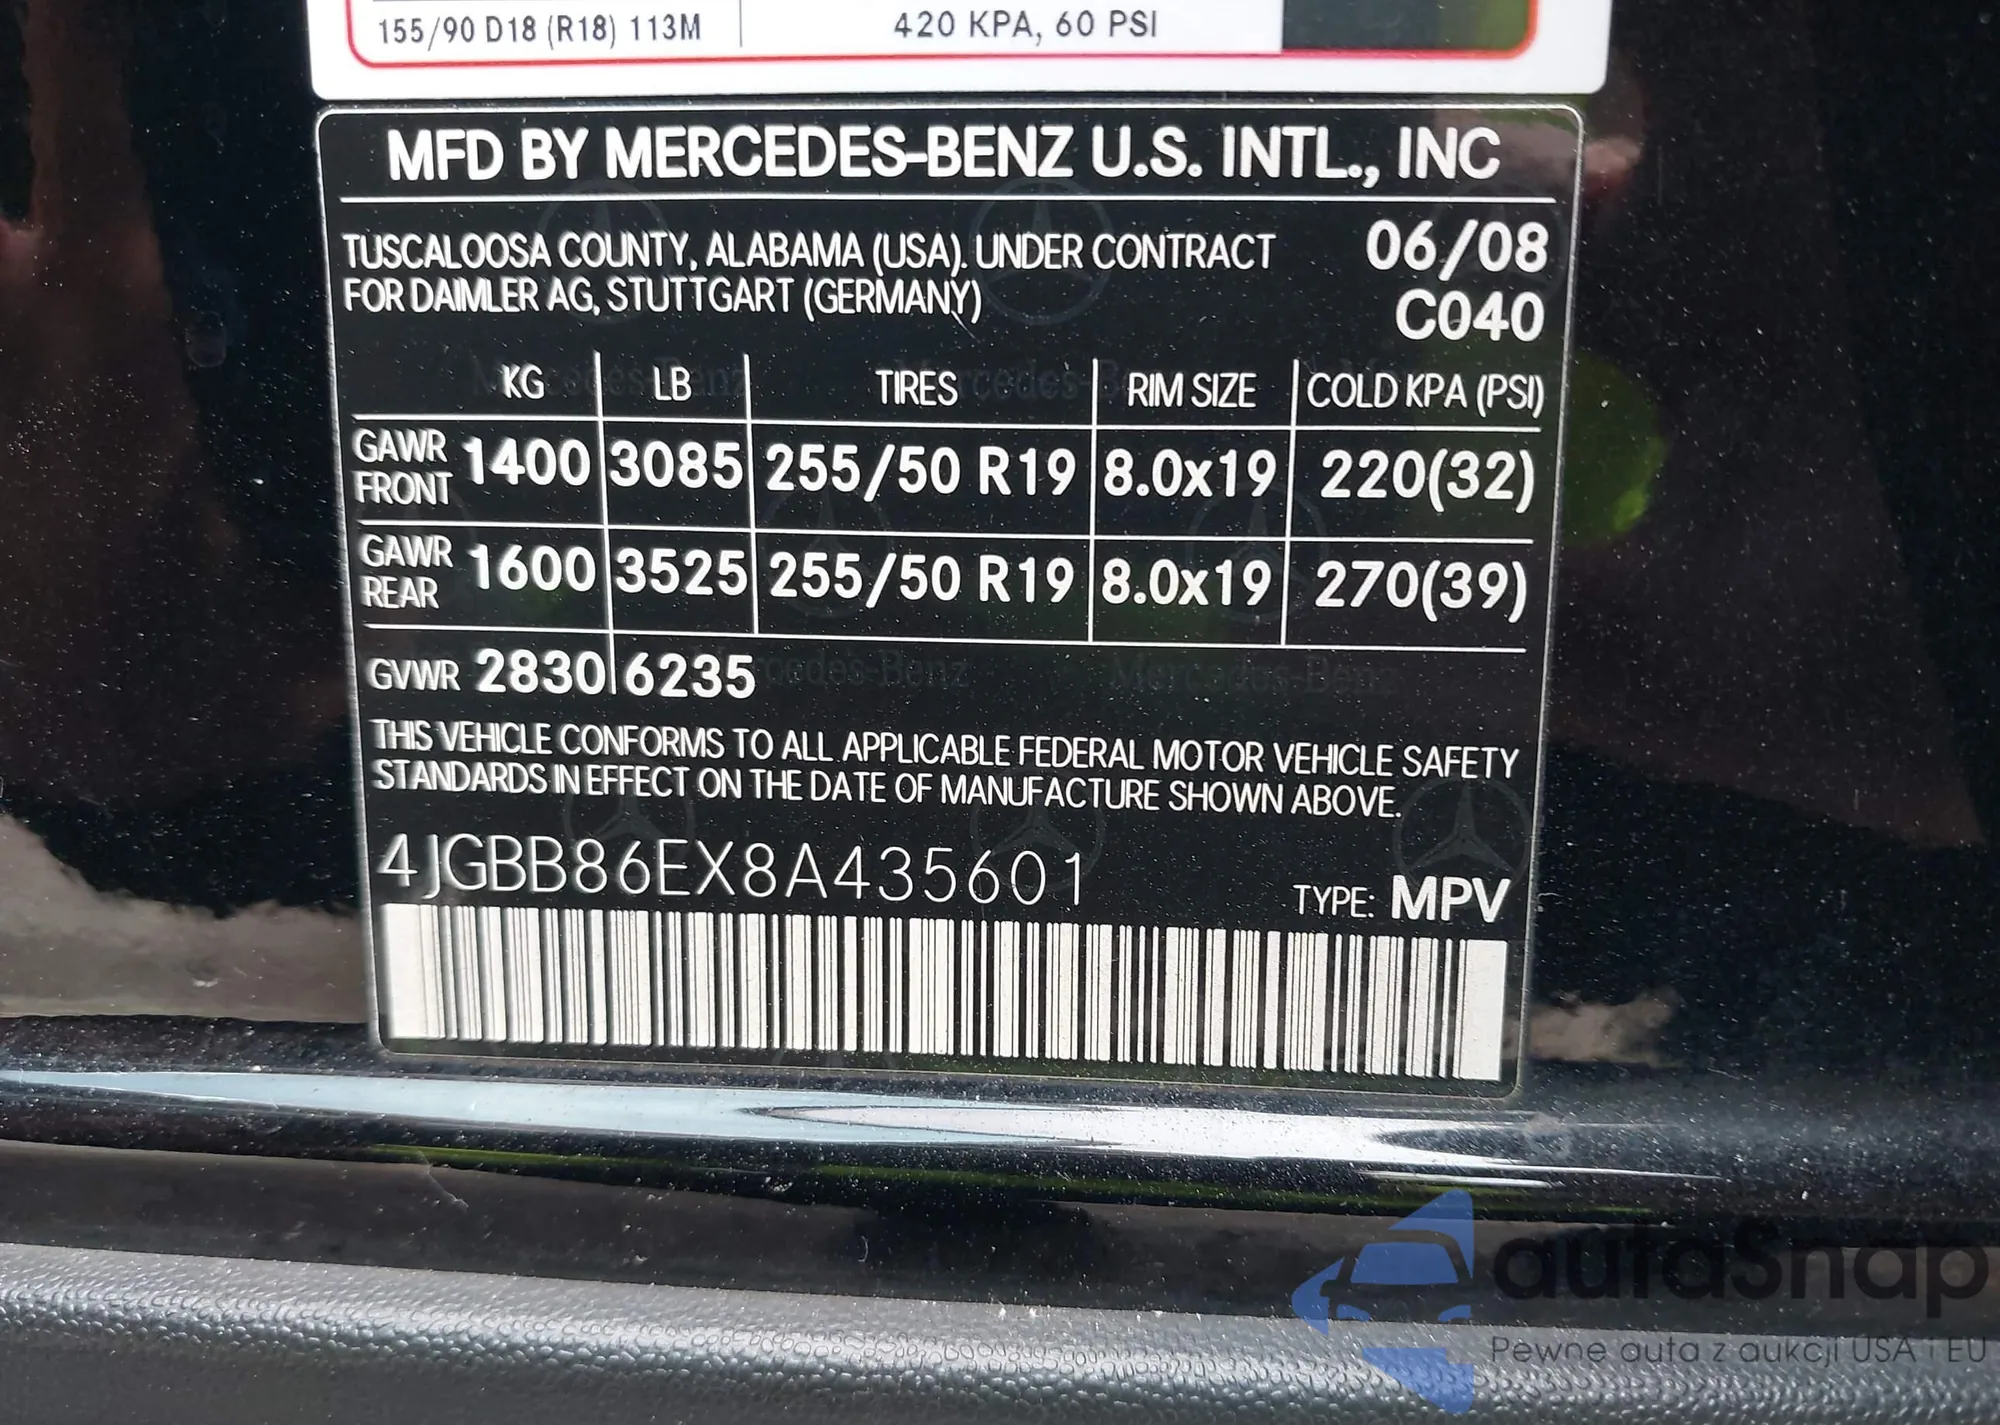 155/90 D18 (R18) 113M 420 KPA, 60 PSI
MFD BY MERCEDES-BENZ U.S. INTL., INC
TUSCALOOSA COUNTY, ALABAMA (USA). UNDER CONTRACT 06/08
FOR DAIMLER AG, STUTTGART (GERMANY) C040
KG LB TIRES RIM SIZE COLD KPA (PSI)
GAWR FRONT 1400 3085 255/50 R19 8.0x19 220(32)
GAWR REAR 1600 3525 255/50 R19 8.0x19 270(39)
GVWR 2830 6235
THIS VEHICLE CONFORMS TO ALL APPLICABLE FEDERAL MOTOR VEHICLE SAFETY
STANDARDS IN EFFECT ON THE DATE OF MANUFACTURE SHOWN ABOVE.
4JGBB86EX8A435601 TYPE: MPV
autaSnap
Pewne auta z aukcji USA i EU